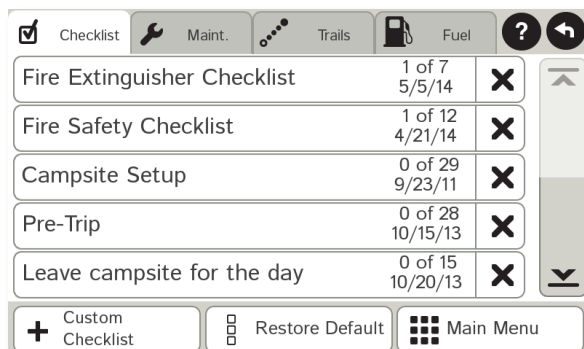 Checklist Maint. Trails Fuel ?
Fire Extinguisher Checklist 1 of 7 5/5/14
Fire Safety Checklist 1 of 12 4/21/14
Campsite Setup 0 of 29 9/23/11
Pre-Trip 0 of 28 10/15/13
Leave campsite for the day 0 of 15 10/20/13
Custom Checklist
Restore Default
Main Menu